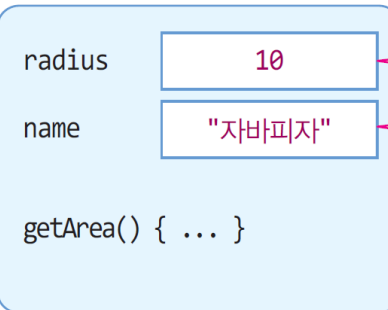 radius 10
name "자바피자"
getArea() { ... }